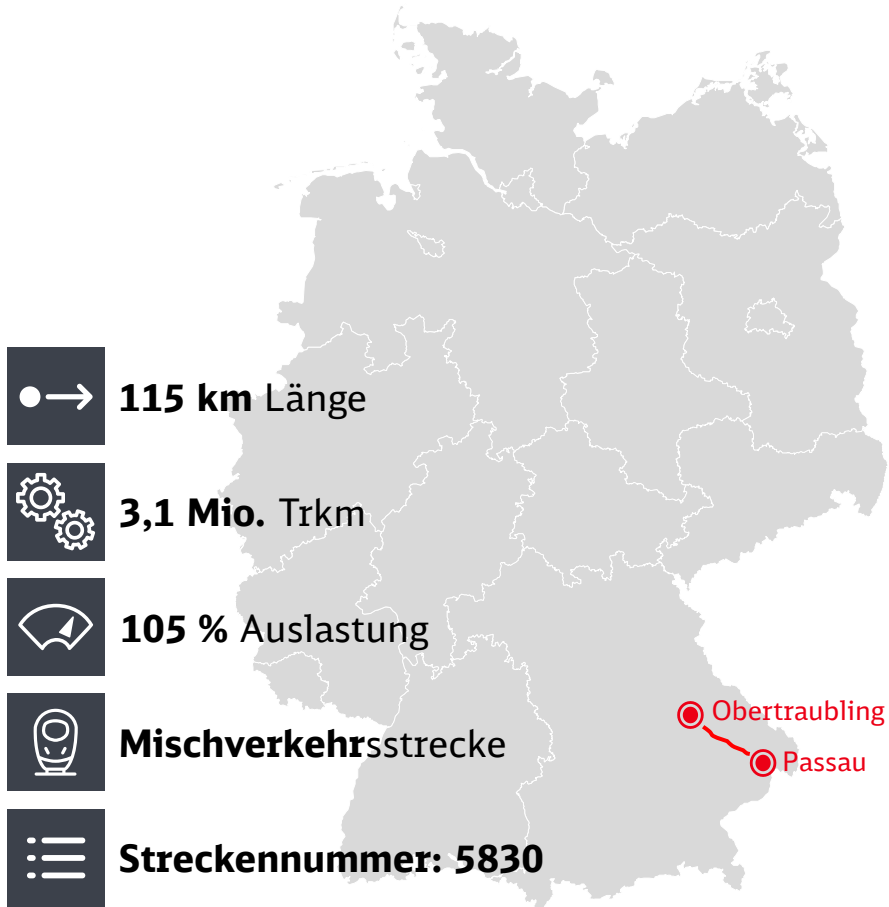 115 km Länge
3,1 Mio. Trkm
105 % Auslastung
Mischverkehrsstrecke
Streckennummer: 5830
Obertraubling
Passau